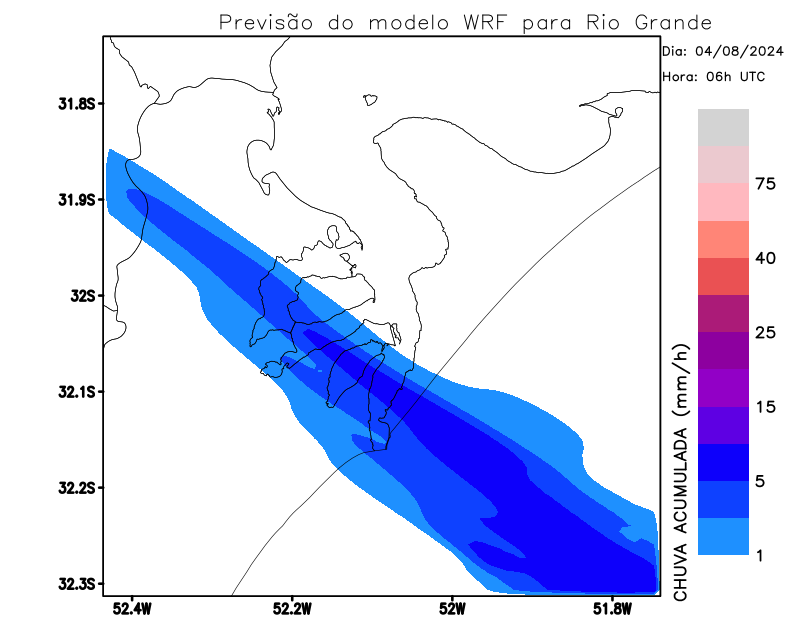 Previsão do modelo WRF para Rio Grande
Dia: 04/08/2024
Hora: 06h UTC
31.8S
31.9S
32S
32.1S
32.2S
32.3S
52.4W
52.2W
52W
51.8W
75
40
25
15
5
1
CHUVA ACUMULADA (mm/h)